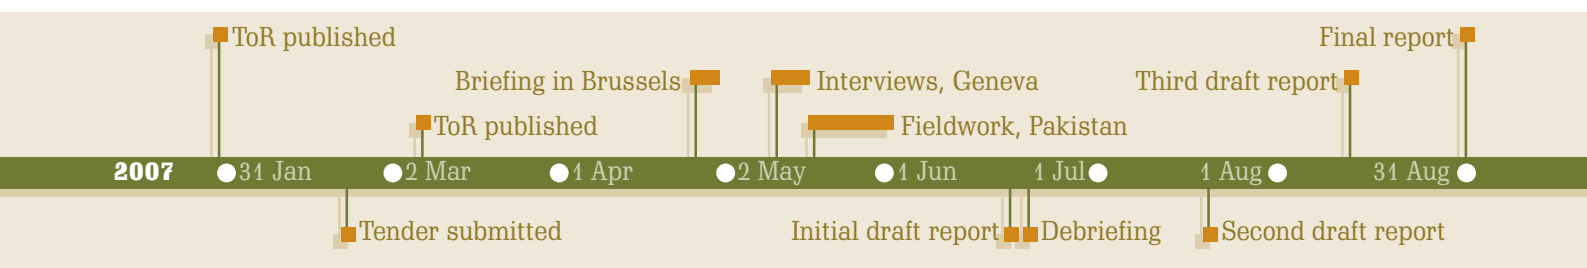 ToR published
Final report
Briefing in Brussels
Interviews, Geneva
Third draft report
ToR published
Fieldwork, Pakistan
2007 31 Jan 2 Mar 1 Apr 2 May 1 Jun 1 Jul 1 Aug 31 Aug
Tender submitted
Initial draft report
Debriefing
Second draft report